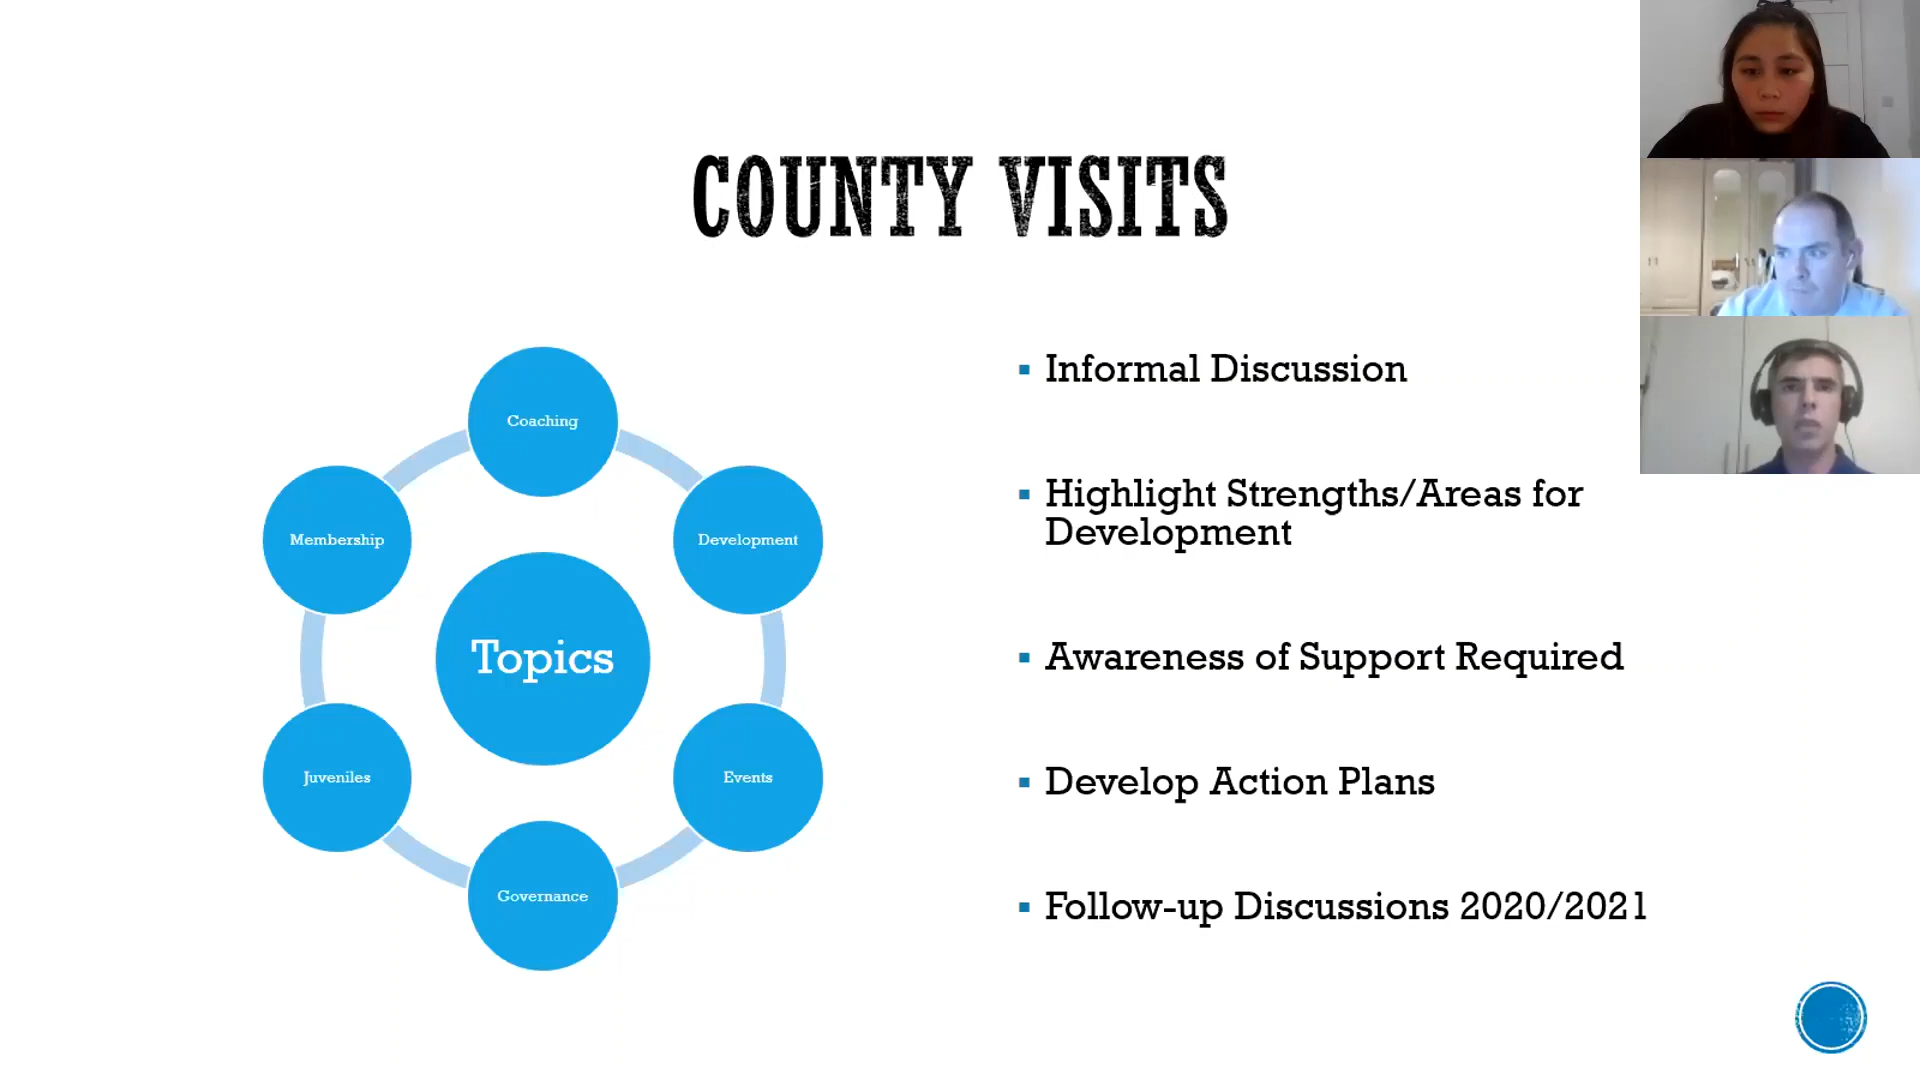 COUNTY VISITS
Coaching
Membership
Development
Topics
Juveniles
Events
Governance
Informal Discussion
Highlight Strengths/Areas for
Development
Awareness of Support Required
Develop Action Plans
Follow-up Discussions 2020/2021